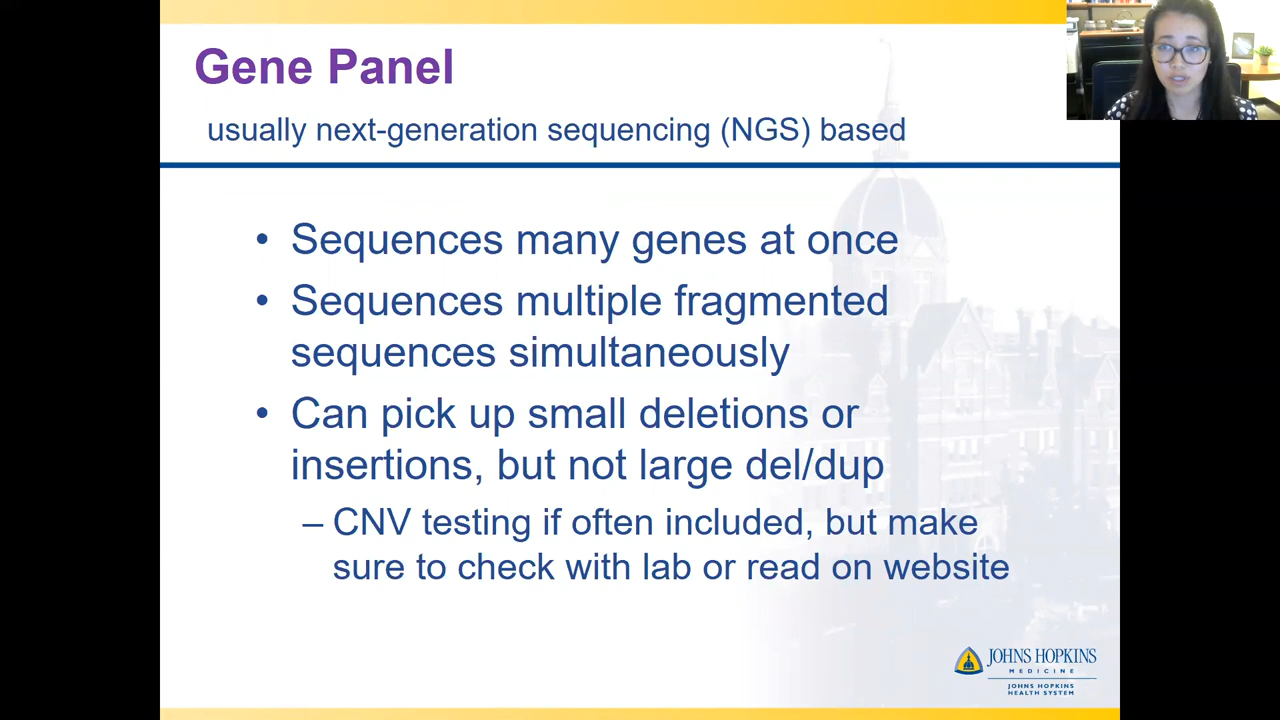 Gene Panel
usually next-generation sequencing (NGS) based
• Sequences many genes at once
• Sequences multiple fragmented
sequences simultaneously
• Can pick up small deletions or
insertions, but not large del/dup
– CNV testing if often included, but make
sure to check with lab or read on website
JOHNS HOPKINS
MEDICINE
JOHNS HOPKINS
HEALTH SYSTEM